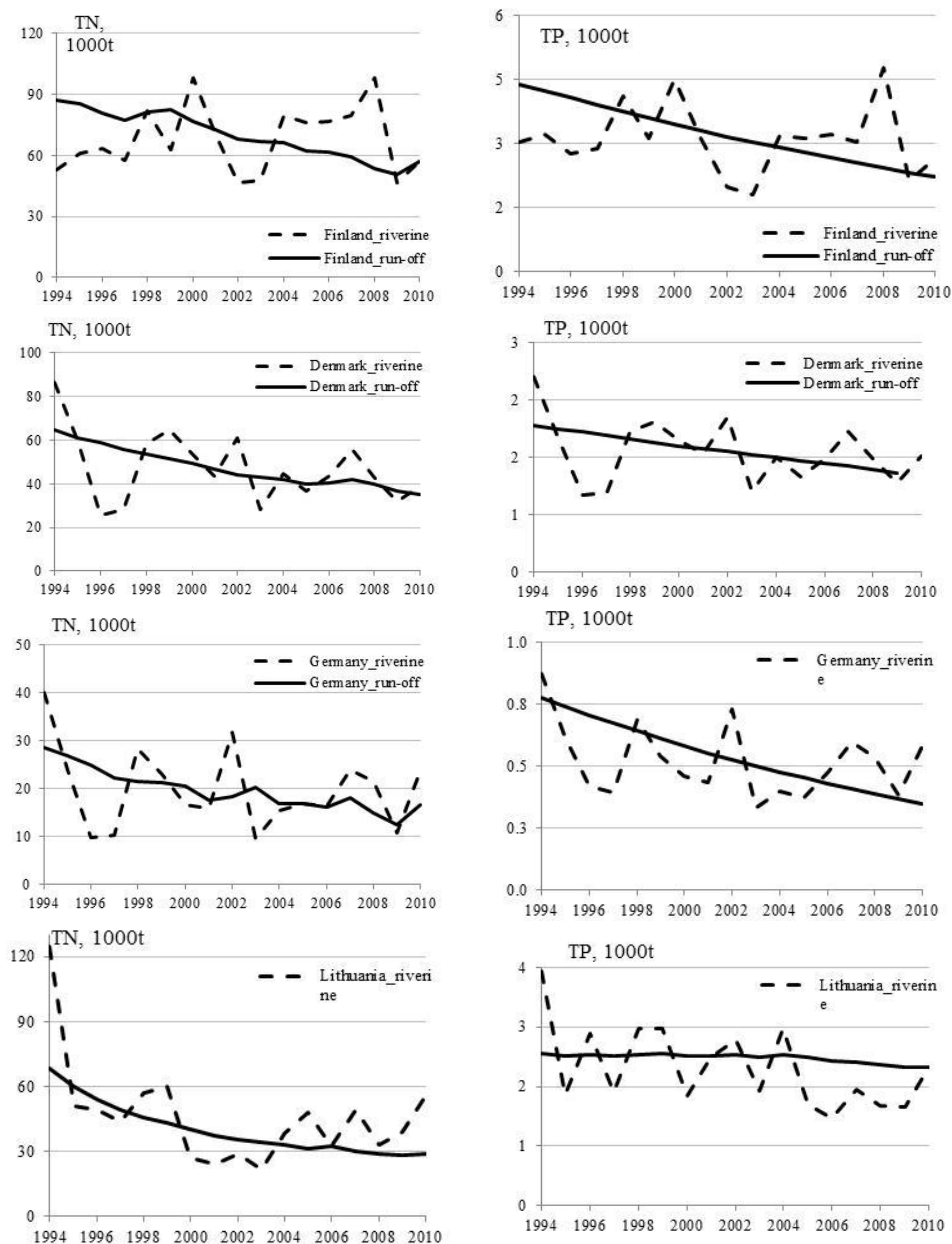 TN,
1000t
120
90
60
30
0
Finland_riverine
Finland_run-off
1994 1996 1998 2000 2002 2004 2006 2008 2010
TP, 1000t
6
5
3
2
0
Finland_riverine
Finland_run-off
1994 1996 1998 2000 2002 2004 2006 2008 2010
TN, 1000t
100
80
60
40
20
0
Denmark_riverine
Denmark_run-off
1994 1996 1998 2000 2002 2004 2006 2008 2010
TP, 1000t
3
2
2
1
0
Denmark_riverine
Denmark_run-off
1994 1996 1998 2000 2002 2004 2006 2008 2010
TN, 1000t
50
40
30
20
10
0
Germany_riverine
Germany_run-off
1994 1996 1998 2000 2002 2004 2006 2008 2010
TP, 1000t
1.0
0.8
0.5
0.3
0.0
Germany_riverin
e
1994 1996 1998 2000 2002 2004 2006 2008 2010
TN, 1000t
120
90
60
30
0
Lithuania_riveri
ne
1994 1996 1998 2000 2002 2004 2006 2008 2010
TP, 1000t
4
3
2
1
0
Lithuania_riverin
e
1994 1996 1998 2000 2002 2004 2006 2008 2010